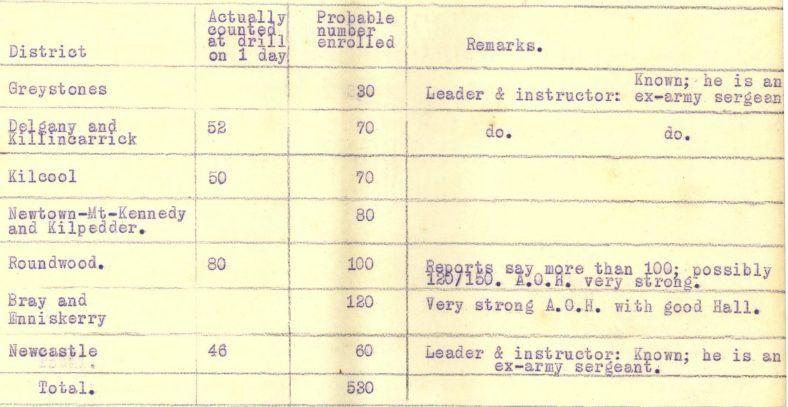 District | Actually counted at drill on 1 day | Probable number enrolled | Remarks.
Greystones | | 30 | Leader & instructor: Known; he is an ex-army sergean
Delgany and Killincarrick | 52 | 70 | do. do.
Kilcool | 50 | 70
Newtown-Mt-Kennedy and Kilpedder. | | 80
Roundwood. | 80 | 100 | Reports say more than 100; possibly 120/150. A.O.H. very strong.
Bray and Enniskerry | | 120 | Very strong A.O.H. with good Hall.
Newcastle | 46 | 60 | Leader & instructor: Known; he is an ex-army sergeant.
Total. | | 530